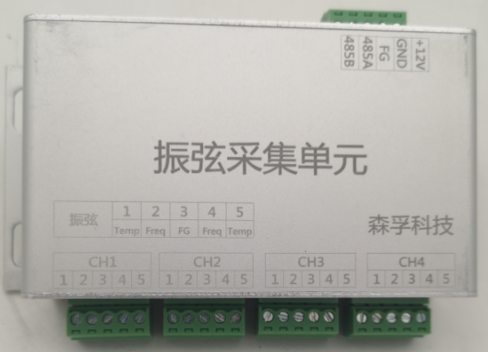 +12V
GND
FG
485A
485B
振弦采集单元
振弦 1 2 3 4 5
Temp Freq FG Freq Temp
森孚科技
CH1 CH2 CH3 CH4
1 2 3 4 5 1 2 3 4 5 1 2 3 4 5 1 2 3 4 5